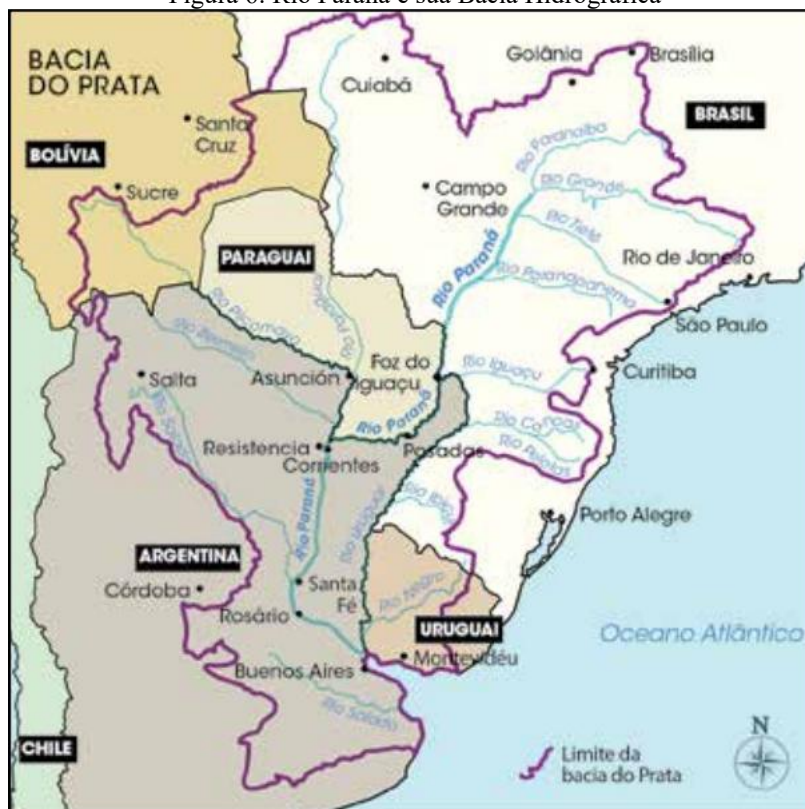 Figura 6: Rio Paraná e sua Bacia Hidrográfica
BACIA
DO PRATA
Cuiabá
Goiânia
Brasília
BRASIL
Santa
Cruz
BOLÍVIA
Sucre
Rio Paranaíba
Campo
Grande
Rio Grande
Rio Tietê
Rio de Janeiro
PARAGUAI
Rio Paraná
Rio Paranapanema
São Paulo
Rio Pilcomayo
Rio Bermejo
Salta
Asunción
Foz do
Iguaçu
Rio Iguaçu
Curitiba
Rio Paraná
Rio Salado
Resistencia
Corrientes
Posadas
Rio Pelotas
Rio Uruguai
Rio Paraná
Porto Alegre
ARGENTINA
Córdoba
Santa
Fé
Rio Negro
Rosário
URUGUAI
Oceano Atlântico
Buenos Aires
Montevidéu
Rio Salado
N
CHILE
Limite da
bacia do Prata